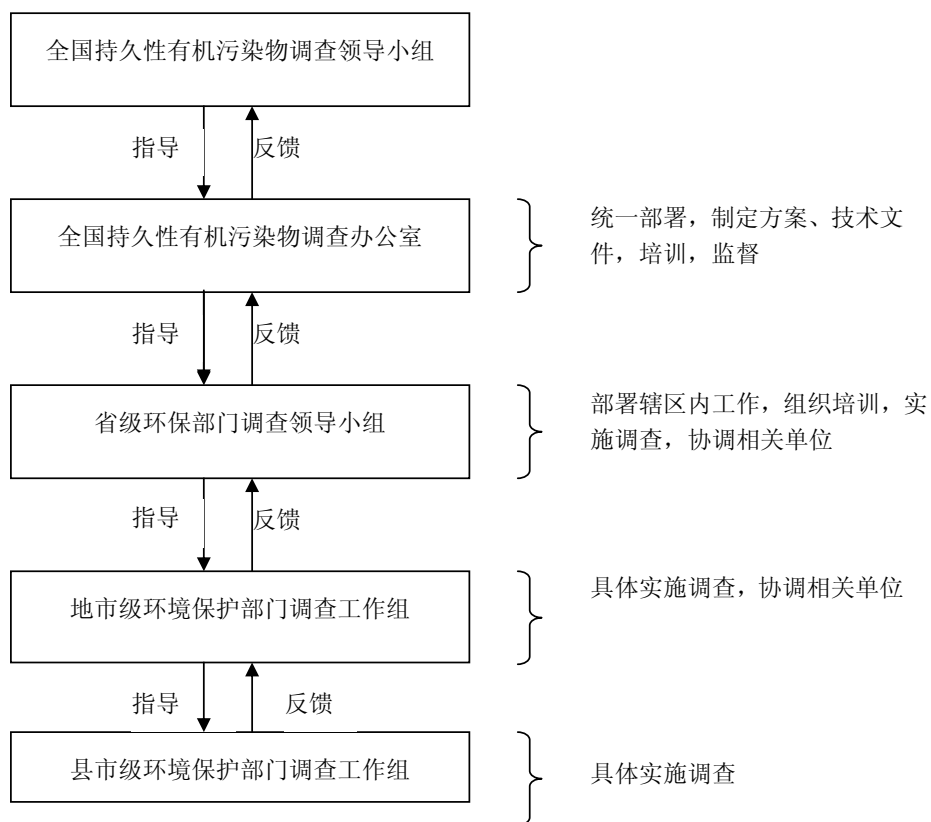 全国持久性有机污染物调查领导小组
指导
反馈
全国持久性有机污染物调查办公室
统一部署，制定方案、技术文
件，培训，监督
指导
反馈
省级环保部门调查领导小组
部署辖区内工作，组织培训，实
施调查，协调相关单位
指导
反馈
地市级环境保护部门调查工作组
具体实施调查，协调相关单位
指导
反馈
县市级环境保护部门调查工作组
具体实施调查